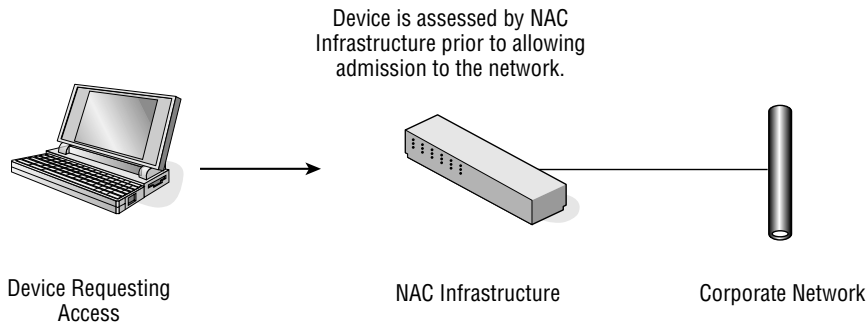 Device is assessed by NAC
Infrastructure prior to allowing
admission to the network.
Device Requesting
Access
NAC Infrastructure
Corporate Network